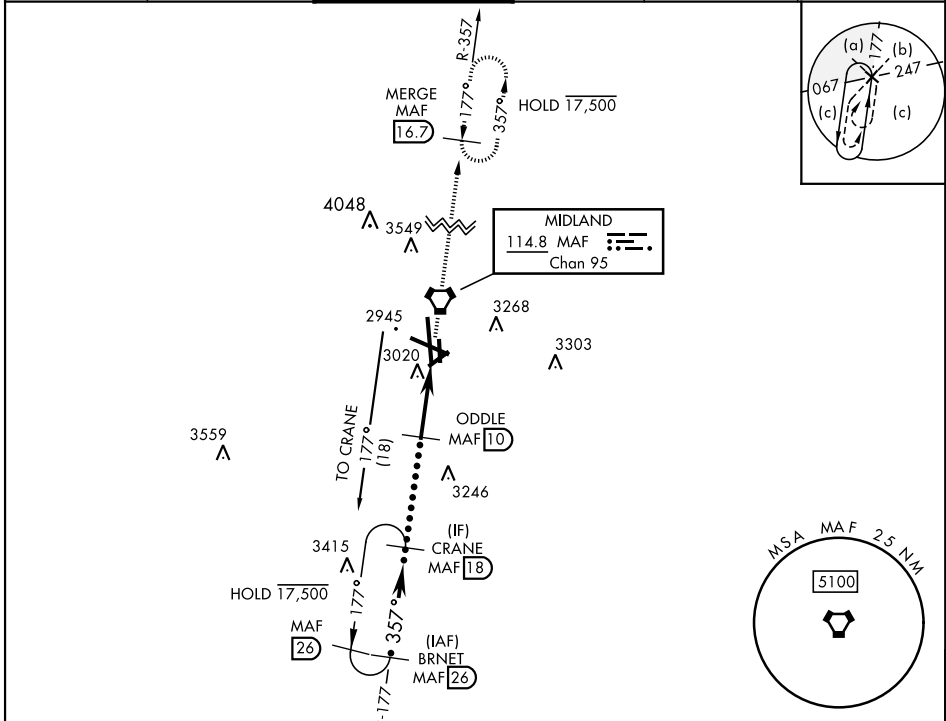 R-357
177°
357°
MERGE
MAF
16.7
HOLD 17,500
(a)
177
(b)
067
247
(c)
(c)
4048
3549
MIDLAND
114.8 MAF
Chan 95
2945
3268
3020
3303
TO CRANE
177°
(18)
ODDLE
MAF 10
3559
3246
3415
(IF)
CRANE
MAF 18
HOLD 17,500
177°
357°
MAF
26
(IAF)
BRNET
MAF 26
-177
MSA MAF 25 NM
5100